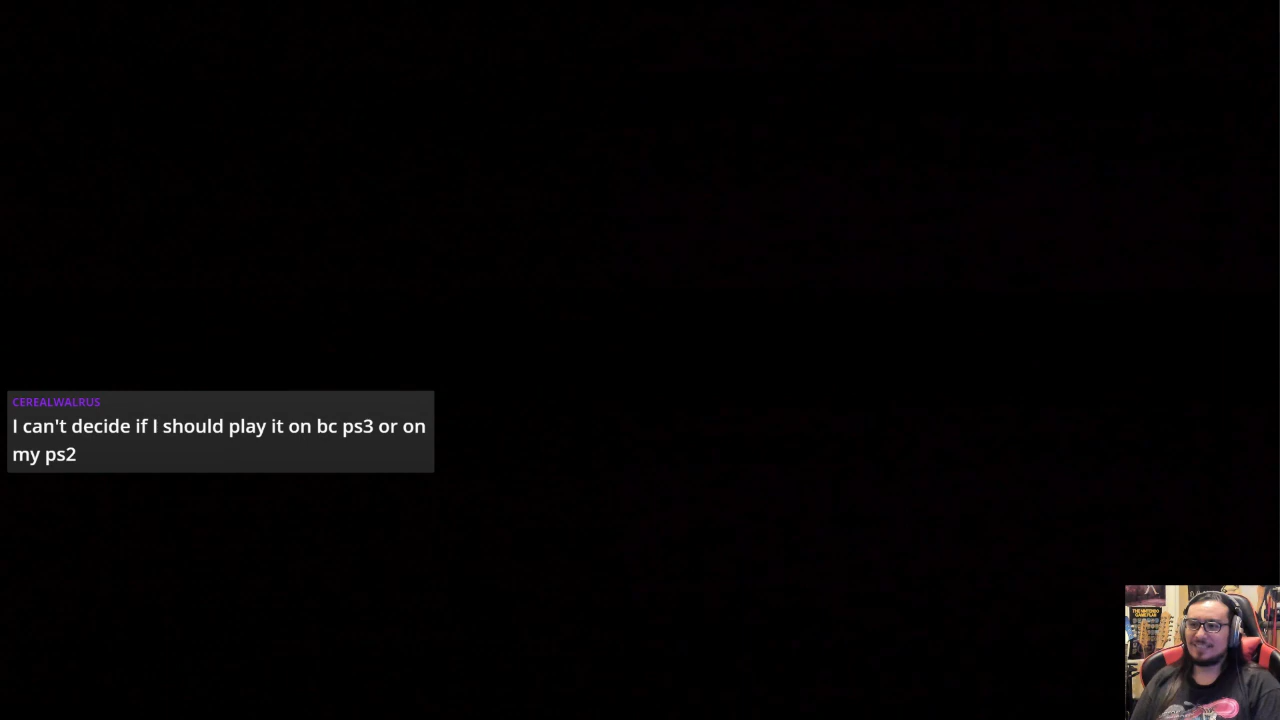 CEREALWALRUS
I can't decide if I should play it on bc ps3 or on
my ps2